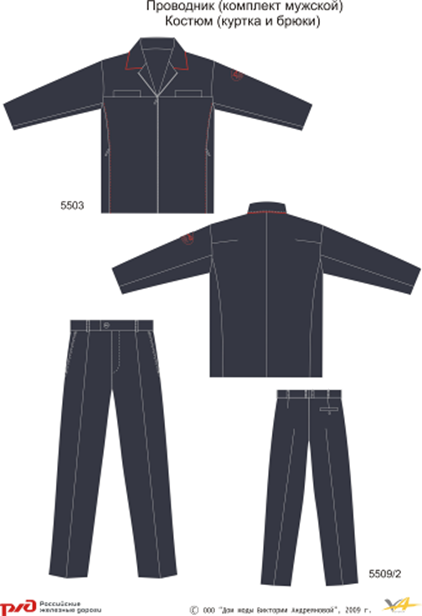 Проводник (комплект мужской)
Костюм (куртка и брюки)
5503
5509/2
РЖД Российские
железные дороги
© ООО "Дом моды Виктории Андреяновой", 2009 г.